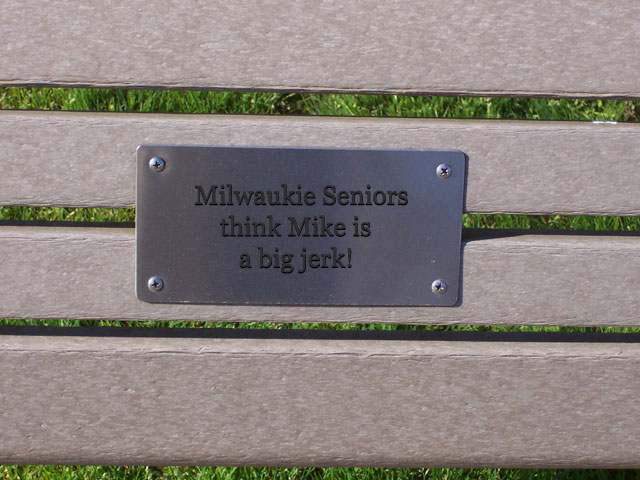 Milwaukie Seniors
think Mike is
a big jerk!